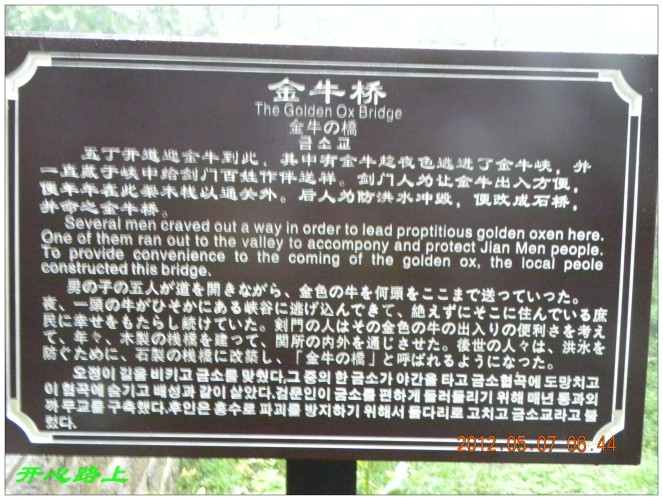 金牛桥
The Golden Ox Bridge
金牛の橋
금소교
五丁开道迎金牛到此，其中有金牛趁夜色逃进了金牛峡，并
一直藏于峡中给剑门百姓作伴送祥。剑门人为让金牛出入方便，
便年年在此架木栈以通关外。后人为防洪水冲毁，便改成石桥，
并命之金牛桥。
Several men craved out a way in order to lead proptitious golden oxen here.
One of them ran out to the valley to accompony and protect Jian Men people.
To provide convenience to the coming of the golden ox, the local peole
constructed this bridge.
男の子の五人が道を開きながら、金色の牛を何頭をここまで送っていった。
夜、一頭の牛がひそかにある峡谷に逃げ込んできて、絶えずにそこに住んでいる庶
民に幸せをもたらし続けていた。剣門の人はその金色の牛の出入りの便利さを考え
て、年々、木製の桟橋を建って、関所の内外を通じさせた。後世の人々は、洪水を
防ぐために、石製の桟橋に改築し、「金牛の橋」と呼ばれるようになった。
오정이 길을 비키고 금소를 맞췄다,그 중의 한 금소가 야간을 타고 금소협곡에 도망치고
이 협곡에 숨기고 배성과 같이 살았다.검문인이 금소를 편하게 둘러들리기 위해 매년 통과외
까 무교를 구축했다.후인은 홍수로 파괴를 방지하기 위해서 돌다리로 고치고 금소교라고 불
렀다.
2012.05.07 06:44
开心路上